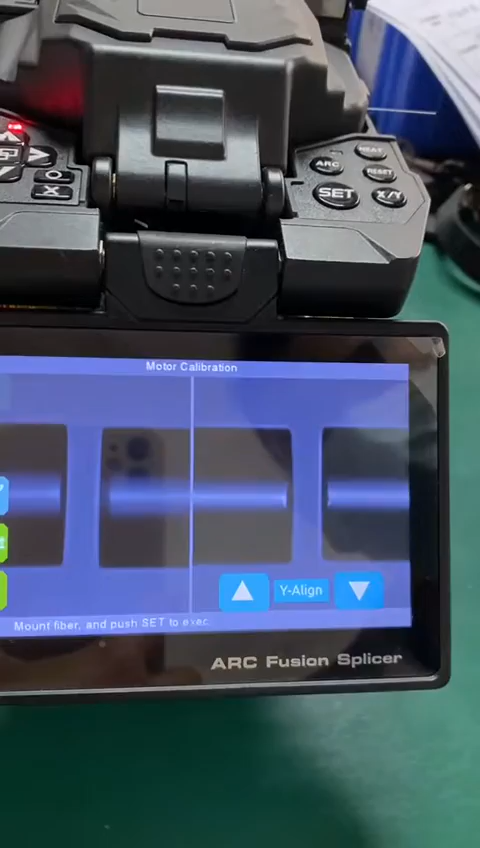 HEAT
ARC
RESET
SET
X/Y
X
Motor Calibration
Y-Align
Mount fiber, and push SET to exec.
ARC Fusion Splicer